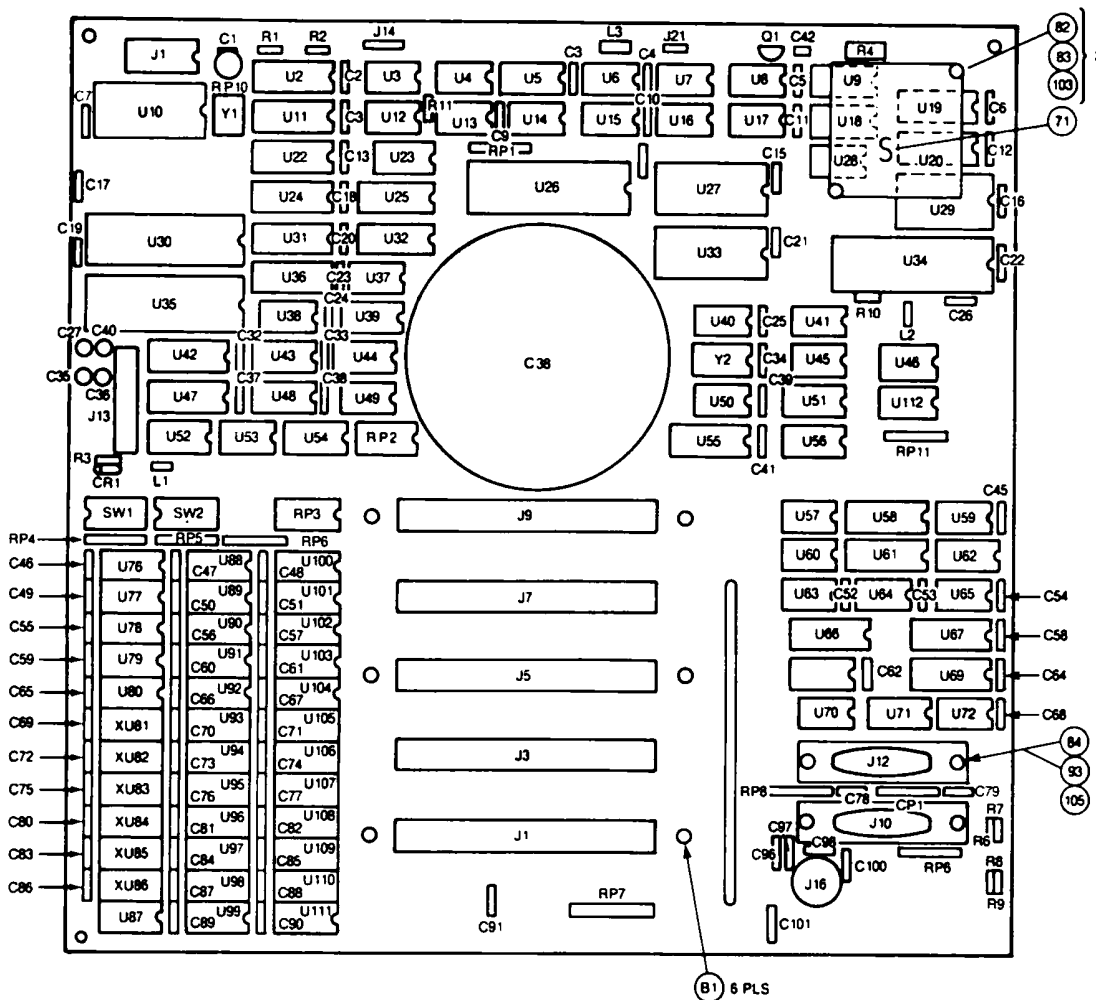 J1 C1 R1 R2 J14 L3 J21 Q1 C42 R4 82
C7 U10 RP10 Y1 U2 C2 U3 U4 U5 C3 U6 C4 U7 U8 C5 U9 83
103
U11 C3 U12 R11 U13 C9 U14 U15 C10 U16 U17 C11 U18 U19 C6 71
U22 C13 U23 RP1 U28 S U20 C12
C17 U24 C18 U25 U26 U27 C15 U29 C16
C19 U30 U31 C20 U32 U33 C21 U34 C22
U35 U36 C23 U37 R10 C26
C24 U38 U39 U40 C25 U41 L2
C27 C40 U42 C32 U43 C33 U44 C38 Y2 C34 U45 U46
C35 C36 U47 C37 U48 C38 U49 U50 C39 U51 U112
J13 U52 U53 U54 RP2 U55 C41 U56 RP11
R3 CR1 L1
SW1 SW2 RP3 J9 U57 U58 U59 C45
RP4 RP5 RP6
C46 U76 C47 U88 C48 U100 U60 U61 U62
C49 U77 C50 U89 C51 U101 J7 U63 C52 U64 C53 U65 C54
C55 U78 C56 U90 C57 U102 U66 U67 C58
C59 U79 C60 U91 C61 U103 J5 C62 U69 C64
C65 U80 C66 U92 C67 U104
C69 XU81 C70 U93 C71 U105 U70 U71 U72 C68
C72 XU82 C73 U94 C74 U106 J3 J12 84
C75 XU83 C76 U95 C77 U107 RP8 C78 CP1 C79 93
105
C80 XU84 C81 U96 C82 U108 J1 J10 R7
C83 XU85 C84 U97 C85 U109 C96 C97 C98 C100 RP6 R6
C86 XU86 C87 U98 C88 U110 J16 R8
U87 C89 U99 C90 U111 C91 RP7 C101 R9
B1 6 PLS